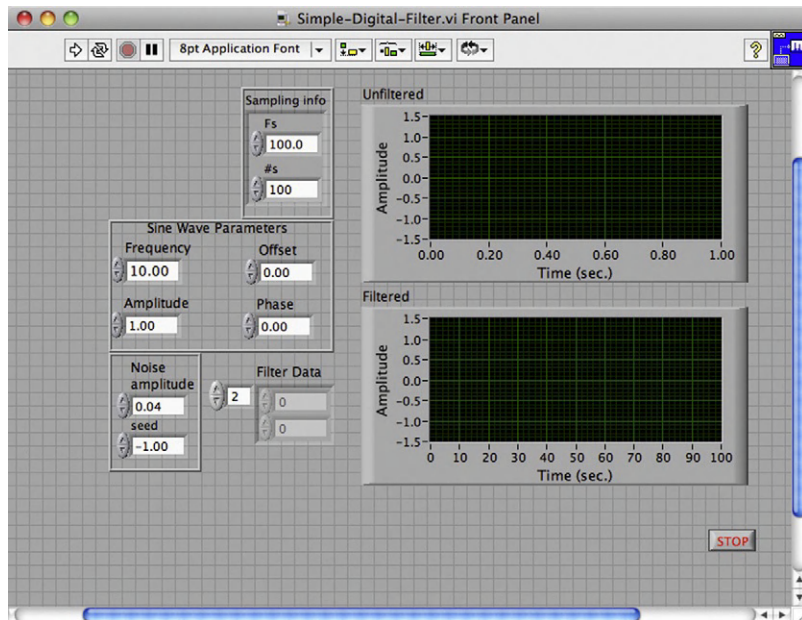 Simple-Digital-Filter.vi Front Panel
8pt Application Font
?
Sampling info
Fs
100.0
#s
100
Sine Wave Parameters
Frequency
Offset
10.00
0.00
Amplitude
Phase
1.00
0.00
Noise
amplitude
0.04
seed
-1.00
Filter Data
2
0
0
Unfiltered
Amplitude
1.5
1.0
0.5
0.0
-0.5
-1.0
-1.5
0.00 0.20 0.40 0.60 0.80 1.00
Time (sec.)
Filtered
Amplitude
1.5
1.0
0.5
0.0
-0.5
-1.0
-1.5
0 10 20 30 40 50 60 70 80 90 100
Time (sec.)
STOP